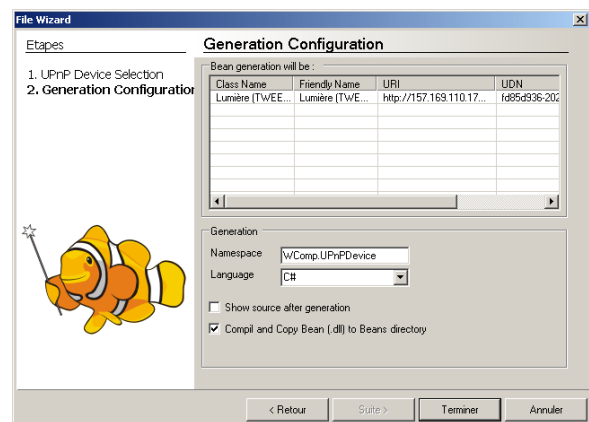 File Wizard
Etapes
1. UPnP Device Selection
2. Generation Configuration
Generation Configuration
Bean generation will be :
Class Name Friendly Name URI UDN
Lumière (TWEE... Lumière (TWE... http://157.169.110.17... fd85d936-202
Generation
Namespace WComp.UPnPDevice
Language C#
Show source after generation
Compil and Copy Bean (.dll) to Beans directory
< Retour Suite > Terminer Annuler